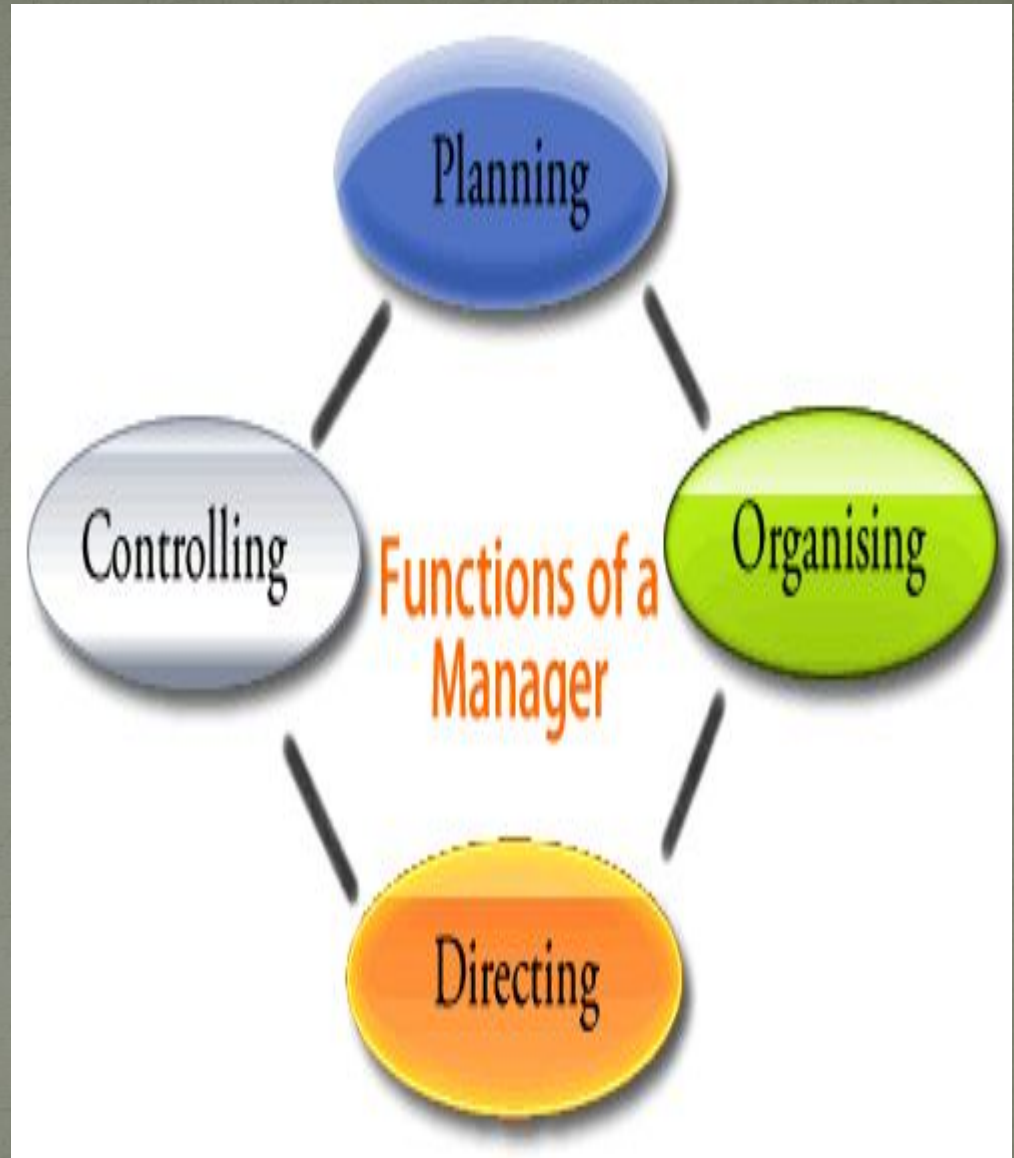 Planning
Controlling
Organising
Functions of a
Manager
Directing